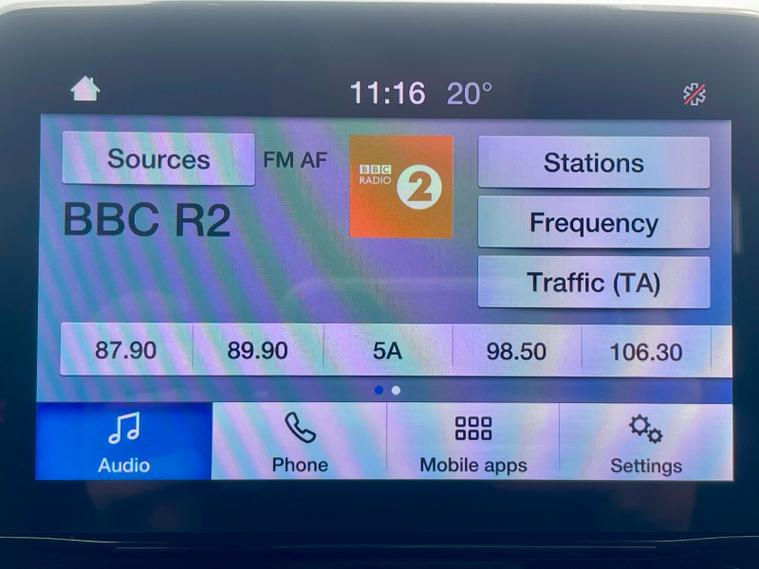 11:16 20°
Sources FM AF
BBC
RADIO 2
Stations
BBC R2
Frequency
Traffic (TA)
87.90 89.90 5A 98.50 106.30
Audio Phone Mobile apps Settings